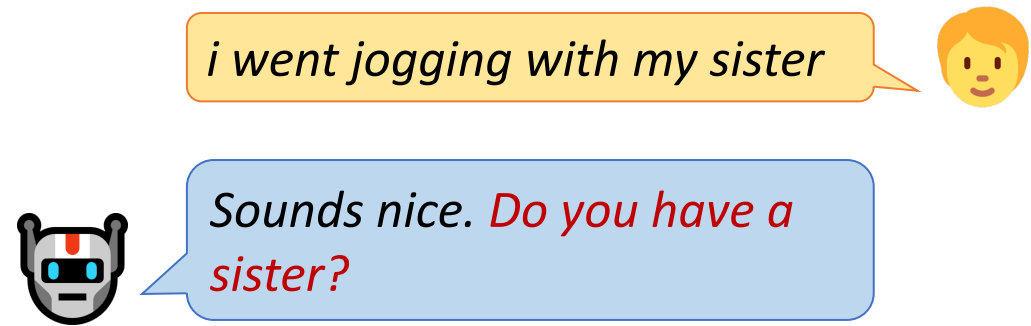 i went jogging with my sister
Sounds nice. Do you have a
sister?